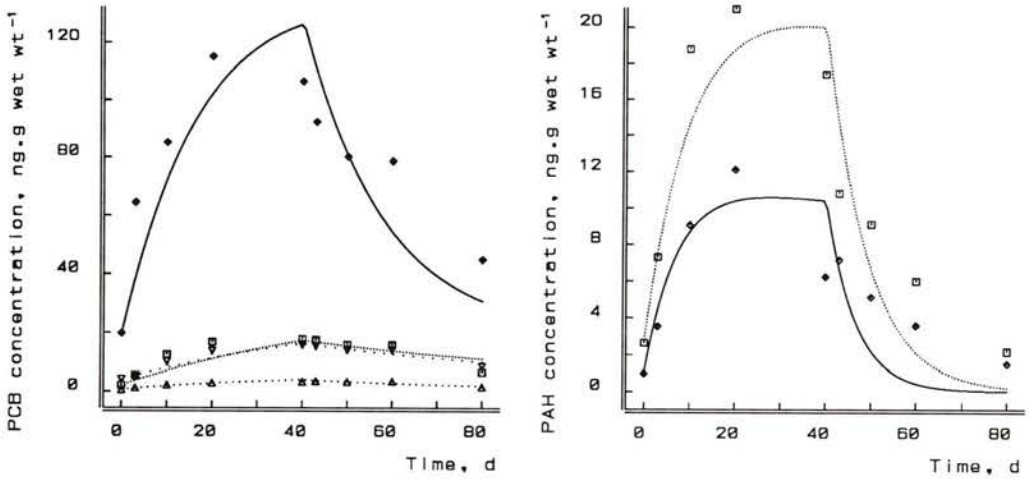 PCB concentration, ng.g wet wt⁻¹
120
80
40
0
0 20 40 60 80
Time, d
PAH concentration, ng.g wet wt⁻¹
20
16
12
8
4
0
0 20 40 60 80
Time, d